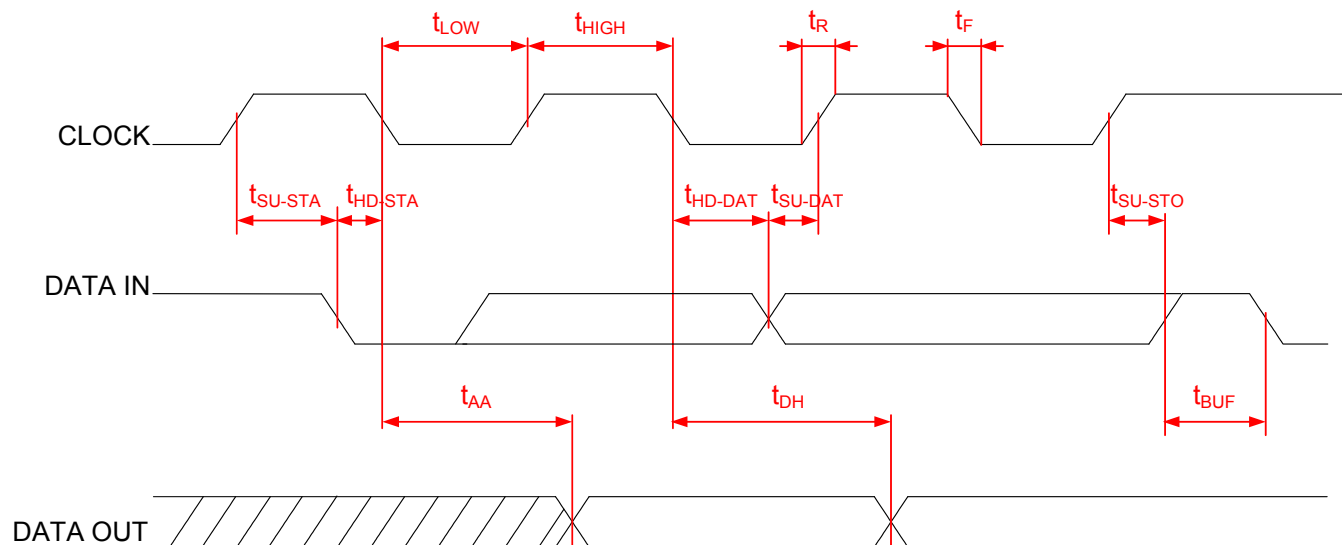 tLOW tHIGH tR tF
CLOCK
tSU-STA tHD-STA tHD-DAT tSU-DAT tSU-STO
DATA IN
tAA tDH tBUF
DATA OUT